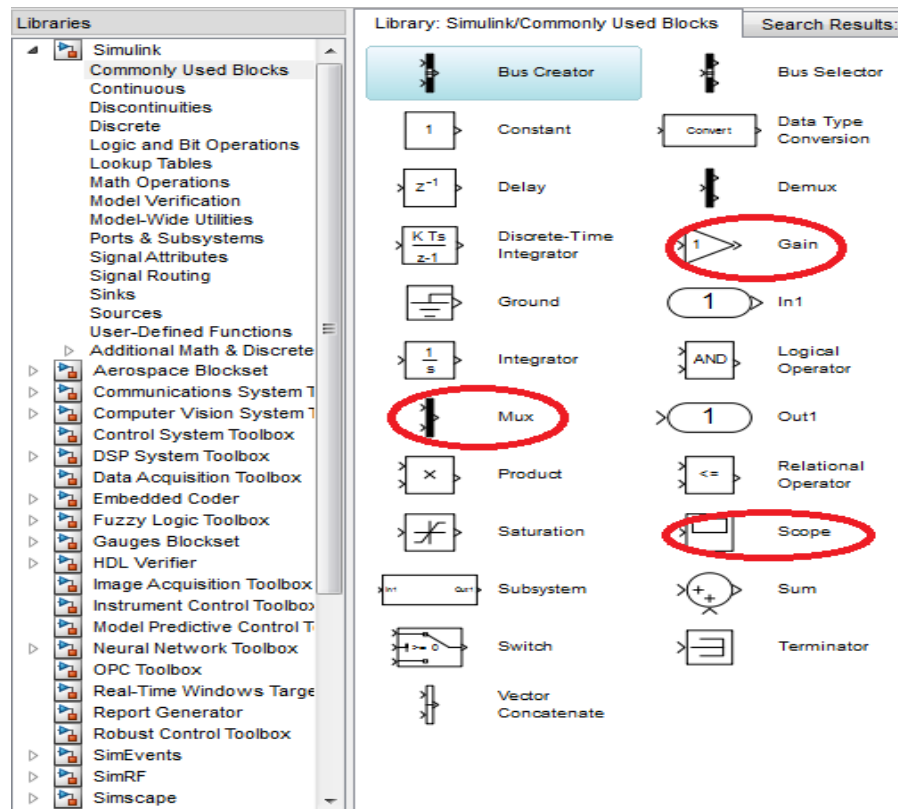 Libraries
Simulink
Commonly Used Blocks
Continuous
Discontinuities
Discrete
Logic and Bit Operations
Lookup Tables
Math Operations
Model Verification
Model-Wide Utilities
Ports & Subsystems
Signal Attributes
Signal Routing
Sinks
Sources
User-Defined Functions
Additional Math & Discrete
Aerospace Blockset
Communications System T
Computer Vision System T
Control System Toolbox
DSP System Toolbox
Data Acquisition Toolbox
Embedded Coder
Fuzzy Logic Toolbox
Gauges Blockset
HDL Verifier
Image Acquisition Toolbox
Instrument Control Toolbox
Model Predictive Control T
Neural Network Toolbox
OPC Toolbox
Real-Time Windows Targe
Report Generator
Robust Control Toolbox
SimEvents
SimRF
Simscape
Library: Simulink/Commonly Used Blocks
Search Results:
Bus Creator
Bus Selector
1
Constant
Convert
Data Type
Conversion
z-1
Delay
Demux
K Ts
z-1
Discrete-Time
Integrator
1
Gain
Ground
1
In1
1
s
Integrator
AND
Logical
Operator
Mux
1
Out1
×
Product
<=
Relational
Operator
Saturation
Scope
In1
Out1
Subsystem
+
+
Sum
>= 0
Switch
Terminator
Vector
Concatenate